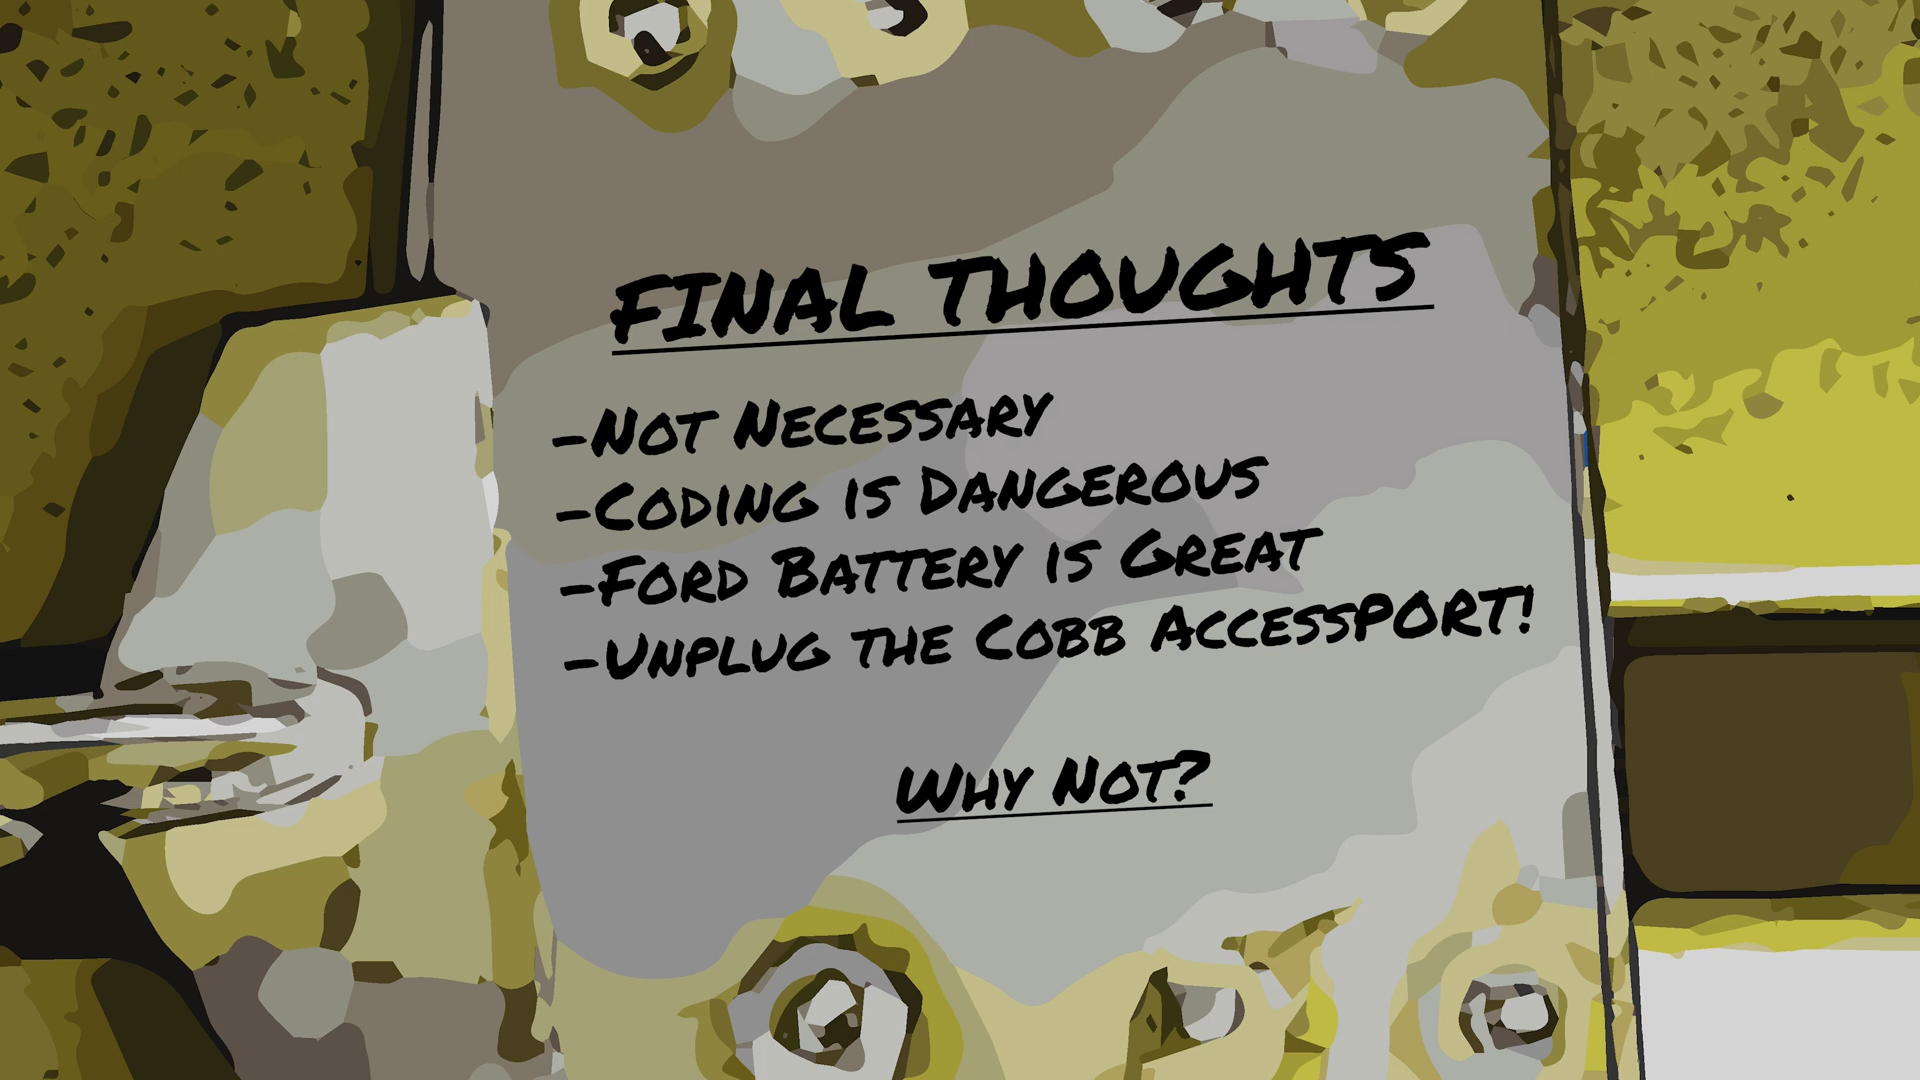 Final Thoughts
-Not Necessary
-Coding is Dangerous
-Ford Battery is Great
-Unplug the Cobb AccessPORT!
Why Not?